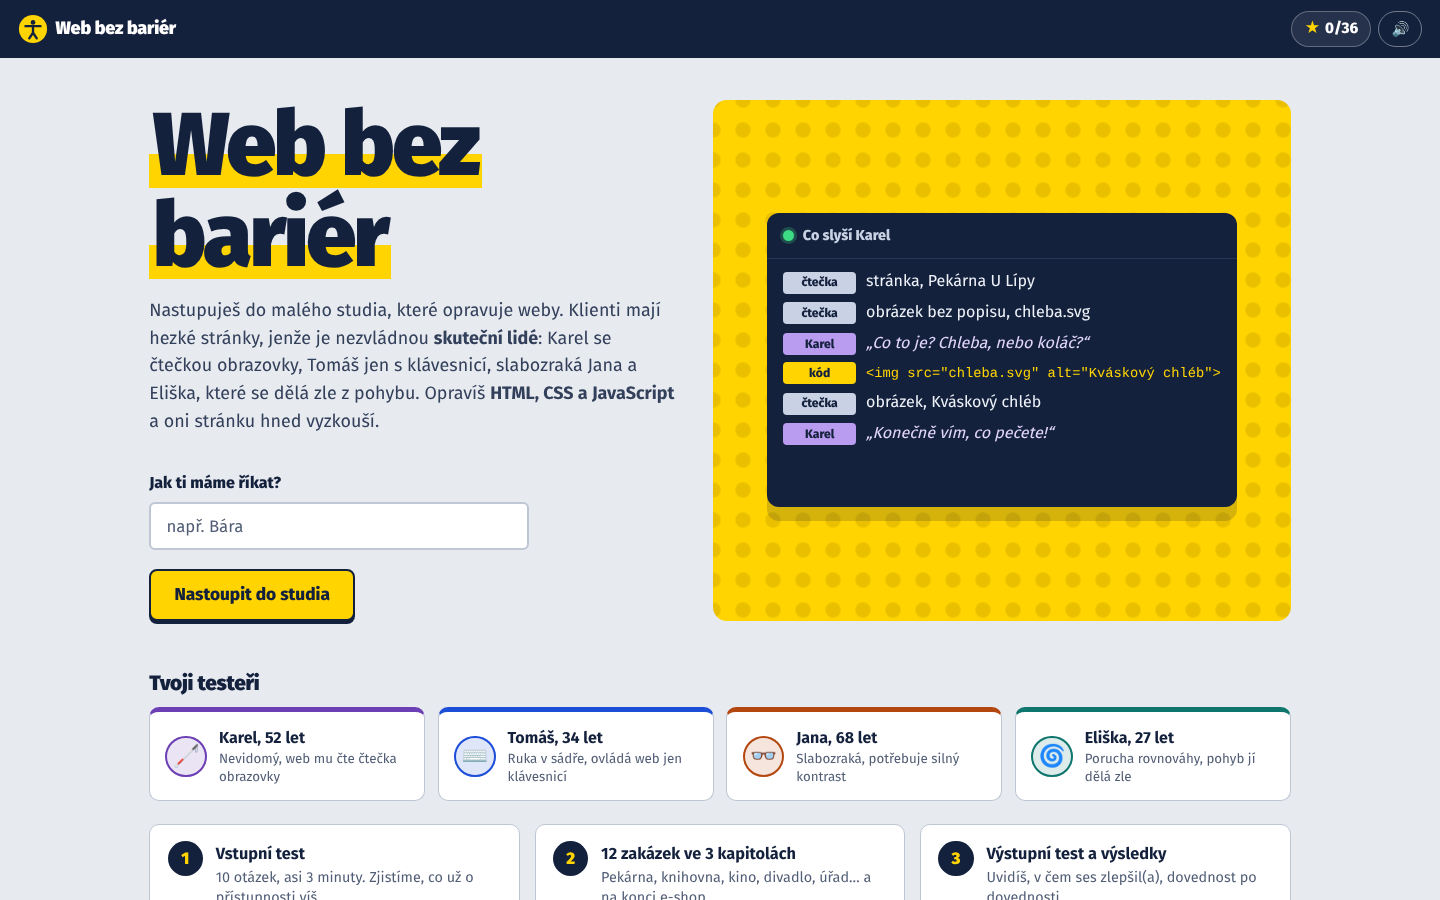 Web bez bariér
★ 0/36
Web bez
bariér
Nastupuješ do malého studia, které opravuje weby. Klienti mají
hezké stránky, jenže je nezvládnou skuteční lidé: Karel se
čtečkou obrazovky, Tomáš jen s klávesnicí, slabozraká Jana a
Eliška, které se dělá zle z pohybu. Opravíš HTML, CSS a JavaScript
a oni stránku hned vyzkouší.
Jak ti máme říkat?
např. Bára
Nastoupit do studia
Co slyší Karel
čtečka stránka, Pekárna U Lípy
čtečka obrázek bez popisu, chleba.svg
Karel „Co to je? Chleba, nebo koláč?“
kód <img src="chleba.svg" alt="Kváskový chléb">
čtečka obrázek, Kváskový chléb
Karel „Konečně vím, co pečete!“
Tvoji testeři
Karel, 52 let
Nevidomý, web mu čte čtečka
obrazovky
Tomáš, 34 let
Ruka v sádře, ovládá web jen
klávesnicí
Jana, 68 let
Slabozraká, potřebuje silný
kontrast
Eliška, 27 let
Porucha rovnováhy, pohyb jí
dělá zle
1 Vstupní test
10 otázek, asi 3 minuty. Zjistíme, co už o
přístupnosti víš.
2 12 zakázek ve 3 kapitolách
Pekárna, knihovna, kino, divadlo, úřad… a
na konci e-shop.
3 Výstupní test a výsledky
Uvidíš, v čem ses zlepšil(a), dovednost po
dovednosti.